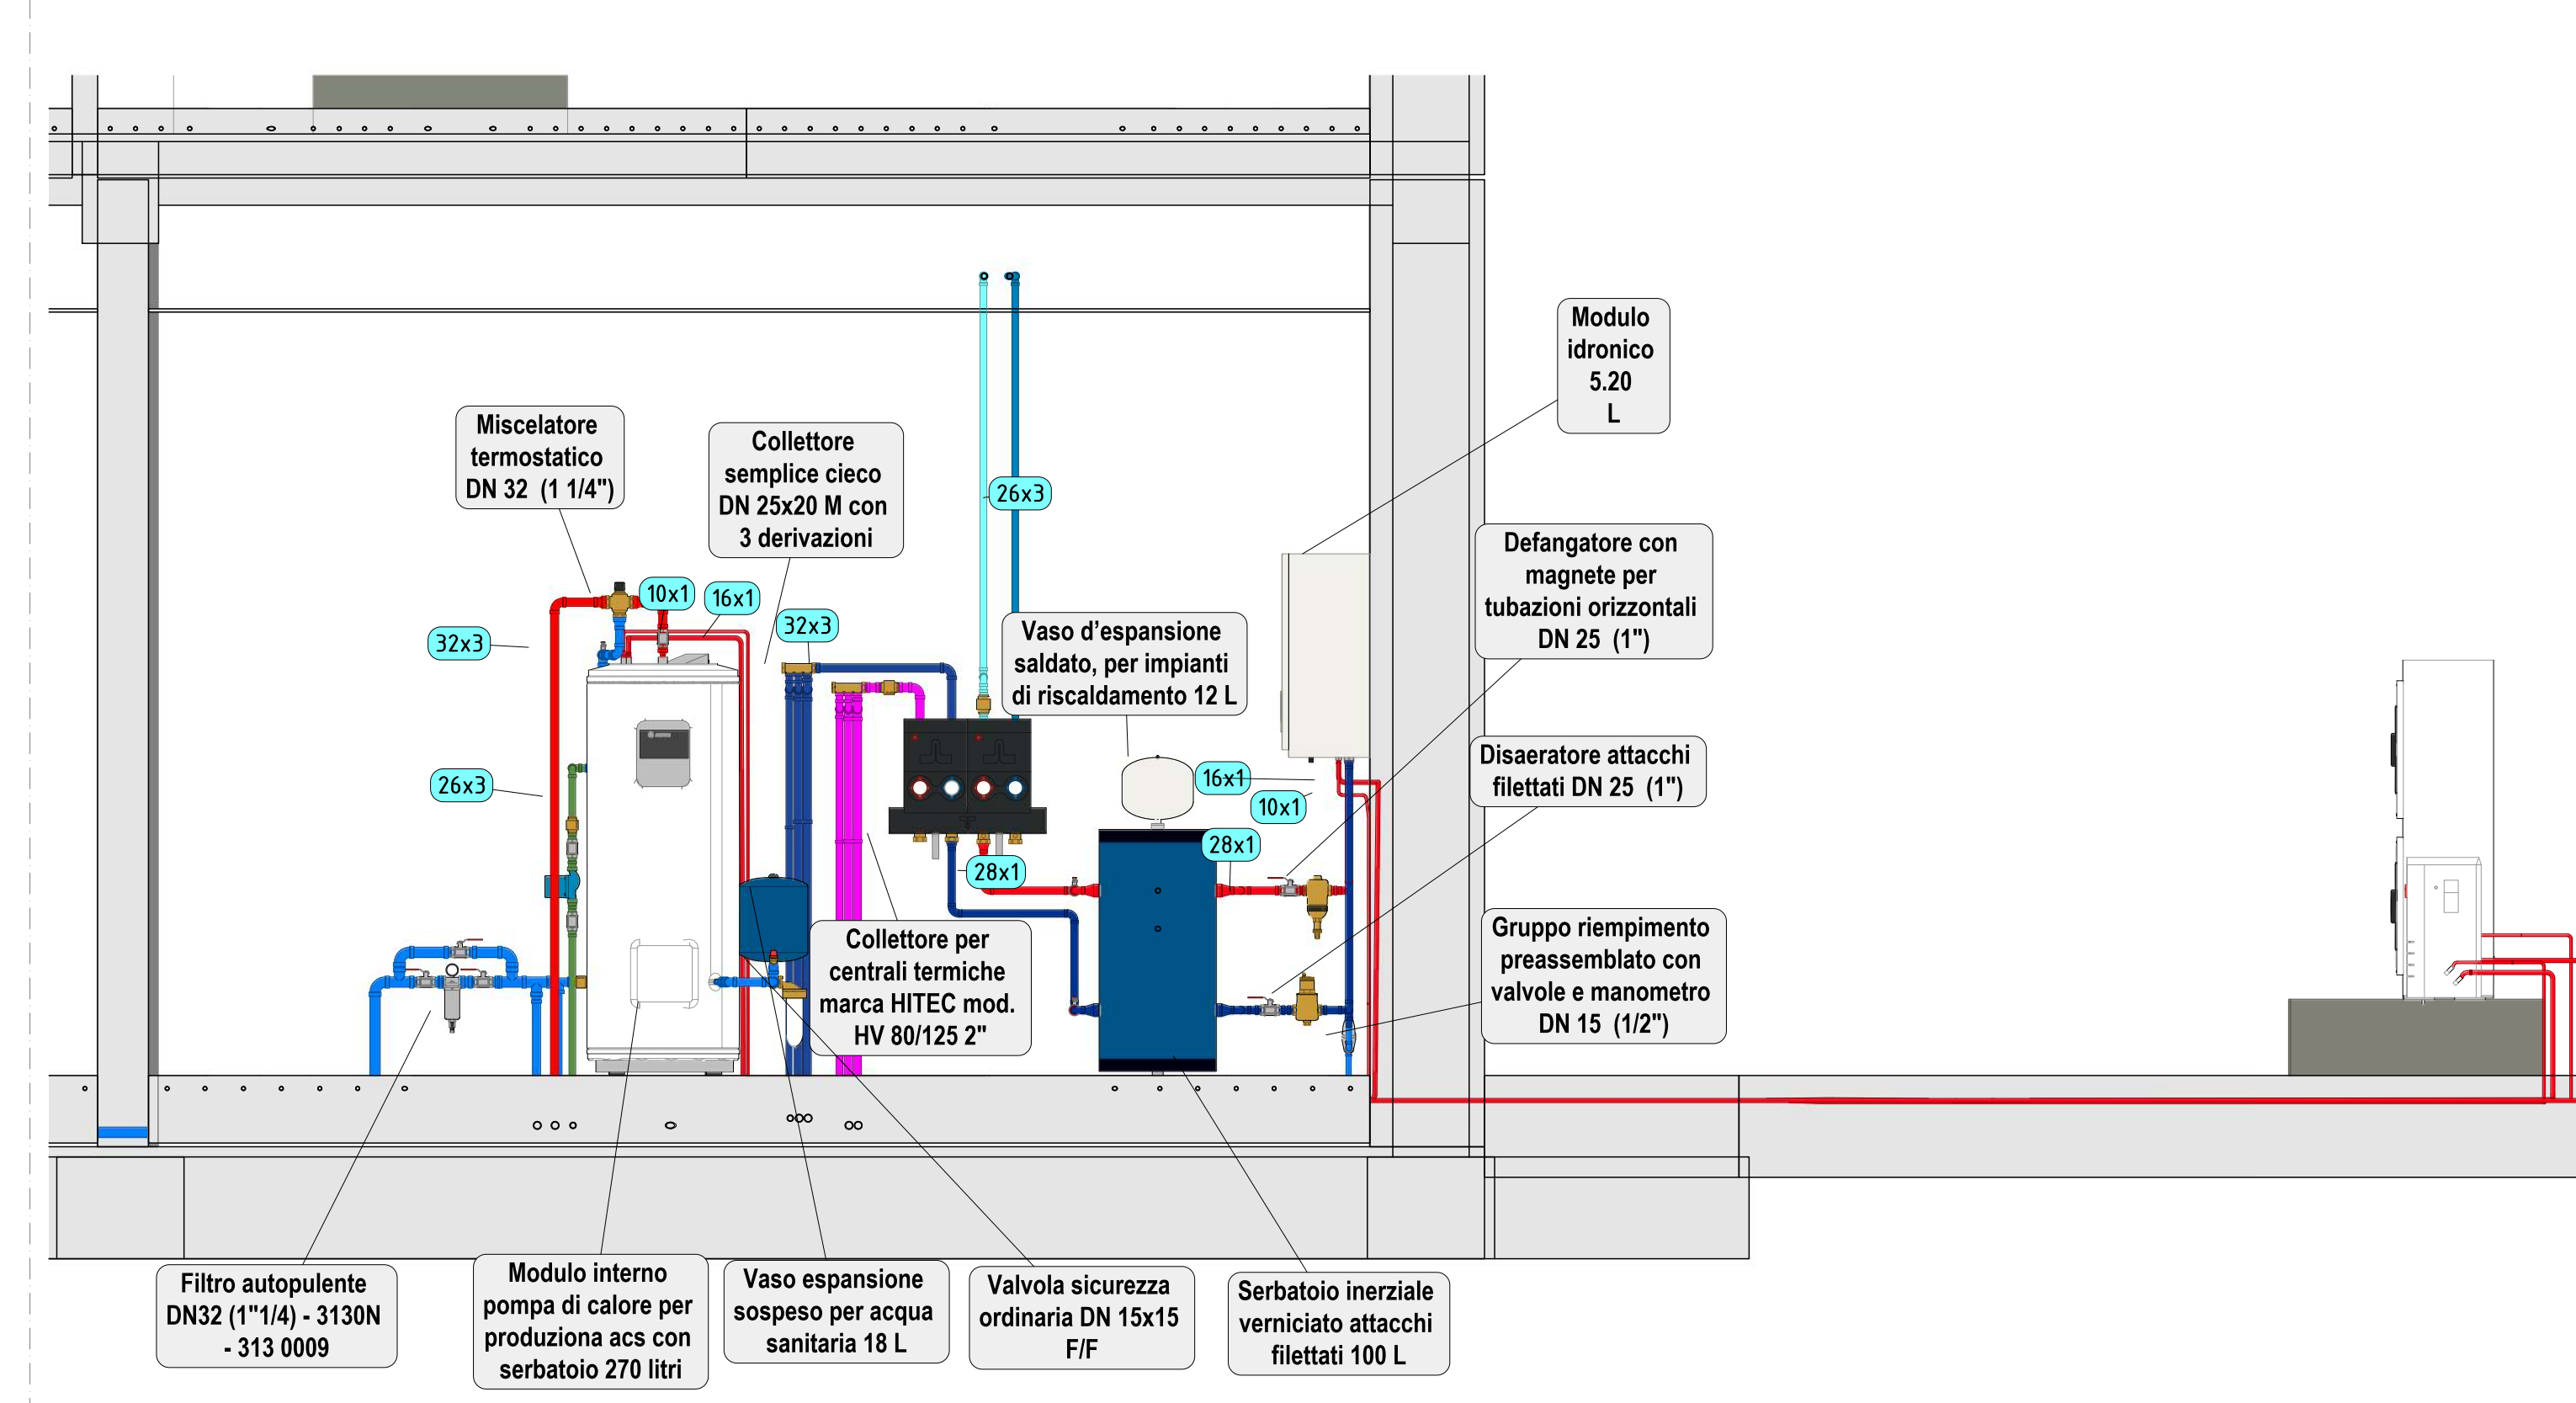 Modulo
idronico
5.20
L
Miscelatore
termostatico
DN 32 (1 1/4")
Collettore
semplice cieco
DN 25x20 M con
3 derivazioni
26x3
Defangatore con
magnete per
tubazioni orizzontali
DN 25 (1")
10x1
16x1
32x3
32x3
Vaso d'espansione
saldato, per impianti
di riscaldamento 12 L
Disaeratore attacchi
filettati DN 25 (1")
26x3
16x1
10x1
28x1
28x1
Collettore per
centrali termiche
marca HITEC mod.
HV 80/125 2"
Gruppo riempimento
preassemblato con
valvole e manometro
DN 15 (1/2")
Filtro autopulente
DN32 (1"1/4) - 3130N
- 313 0009
Modulo interno
pompa di calore per
produziona acs con
serbatoio 270 litri
Vaso espansione
sospeso per acqua
sanitaria 18 L
Valvola sicurezza
ordinaria DN 15x15
F/F
Serbatoio inerziale
verniciato attacchi
filettati 100 L